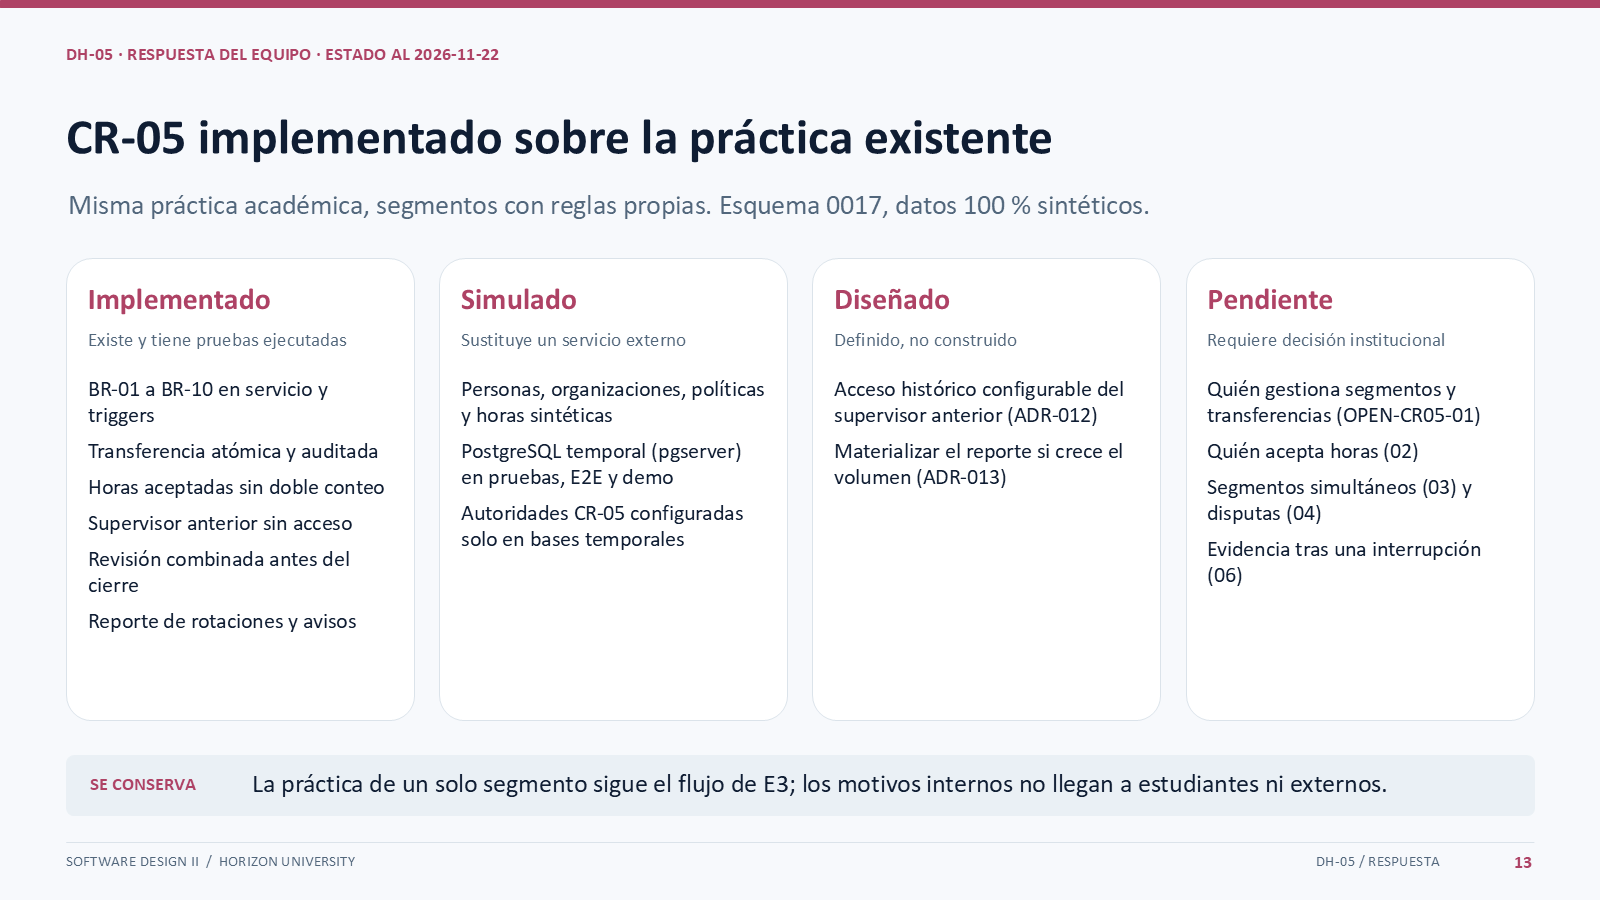 DH-05 · RESPUESTA DEL EQUIPO · ESTADO AL 2026-11-22
CR-05 implementado sobre la práctica existente
Misma práctica académica, segmentos con reglas propias. Esquema 0017, datos 100 % sintéticos.
Implementado
Existe y tiene pruebas ejecutadas
BR-01 a BR-10 en servicio y
triggers
Transferencia atómica y auditada
Horas aceptadas sin doble conteo
Supervisor anterior sin acceso
Revisión combinada antes del
cierre
Reporte de rotaciones y avisos
Simulado
Sustituye un servicio externo
Personas, organizaciones, políticas
y horas sintéticas
PostgreSQL temporal (pgserver)
en pruebas, E2E y demo
Autoridades CR-05 configuradas
solo en bases temporales
Diseñado
Definido, no construido
Acceso histórico configurable del
supervisor anterior (ADR-012)
Materializar el reporte si crece el
volumen (ADR-013)
Pendiente
Requiere decisión institucional
Quién gestiona segmentos y
transferencias (OPEN-CR05-01)
Quién acepta horas (02)
Segmentos simultáneos (03) y
disputas (04)
Evidencia tras una interrupción
(06)
SE CONSERVA
La práctica de un solo segmento sigue el flujo de E3; los motivos internos no llegan a estudiantes ni externos.
SOFTWARE DESIGN II / HORIZON UNIVERSITY
DH-05 / RESPUESTA
13